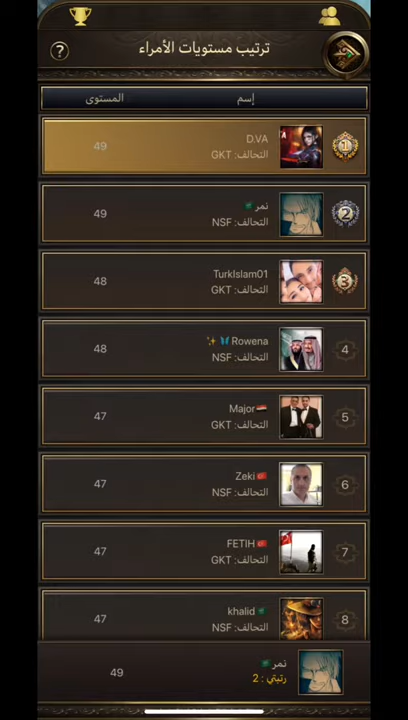 ترتيب مستويات الأمراء
?
إسم
المستوى
1
D.VA
التحالف: GKT
49
2
نمر
التحالف: NSF
49
3
TurkIslam01
التحالف: GKT
48
4
Rowena
التحالف: NSF
48
5
Major
التحالف: GKT
47
6
Zeki
التحالف: NSF
47
7
FETIH
التحالف: GKT
47
8
khalid
التحالف: NSF
47
نمر
رتبتي : 2
49